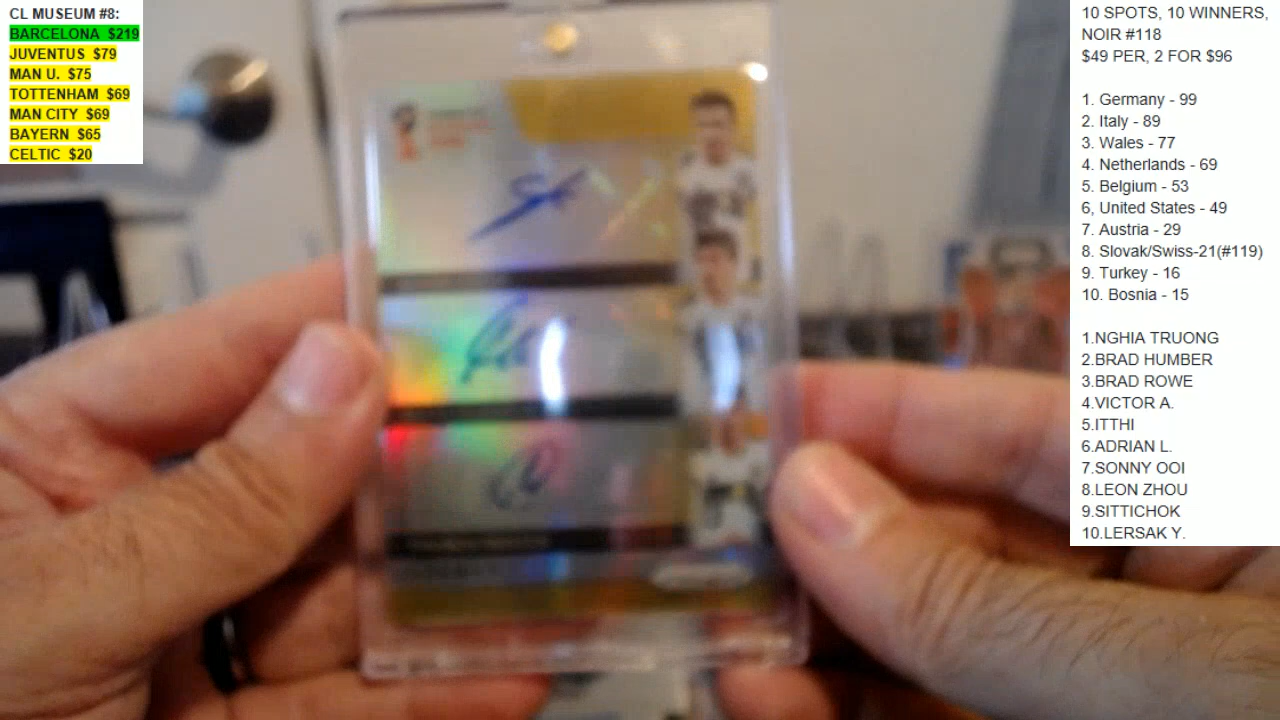 CL MUSEUM #8:
BARCELONA $219
JUVENTUS $79
MAN U. $75
TOTTENHAM $69
MAN CITY $69
BAYERN $65
CELTIC $20
10 SPOTS, 10 WINNERS,
NOIR #118
$49 PER, 2 FOR $96
1. Germany - 99
2. Italy - 89
3. Wales - 77
4. Netherlands - 69
5. Belgium - 53
6, United States - 49
7. Austria - 29
8. Slovak/Swiss-21(#119)
9. Turkey - 16
10. Bosnia - 15
1.NGHIA TRUONG
2.BRAD HUMBER
3.BRAD ROWE
4.VICTOR A.
5.ITTHI
6.ADRIAN L.
7.SONNY OOI
8.LEON ZHOU
9.SITTICHOK
10.LERSAK Y.